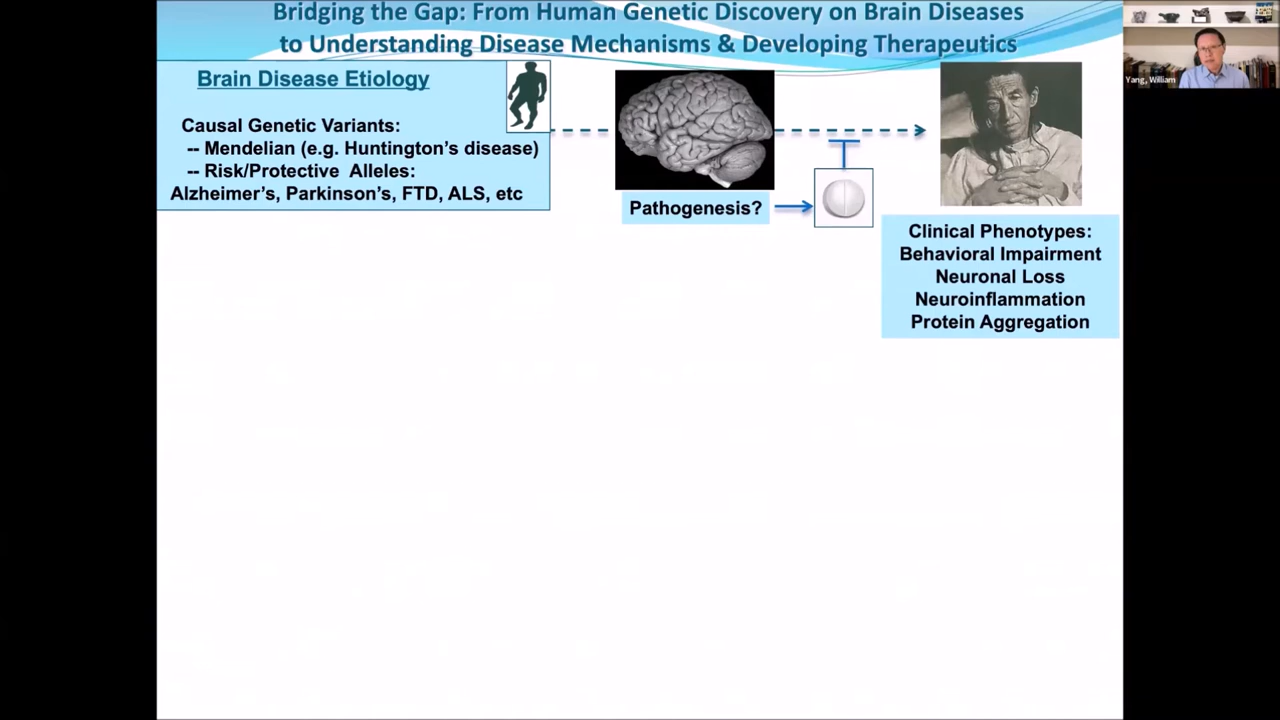 Bridging the Gap: From Human Genetic Discovery on Brain Diseases
to Understanding Disease Mechanisms & Developing Therapeutics
Brain Disease Etiology
Causal Genetic Variants:
-- Mendelian (e.g. Huntington’s disease)
-- Risk/Protective Alleles:
Alzheimer’s, Parkinson’s, FTD, ALS, etc
Pathogenesis?
Clinical Phenotypes:
Behavioral Impairment
Neuronal Loss
Neuroinflammation
Protein Aggregation
Yang, William